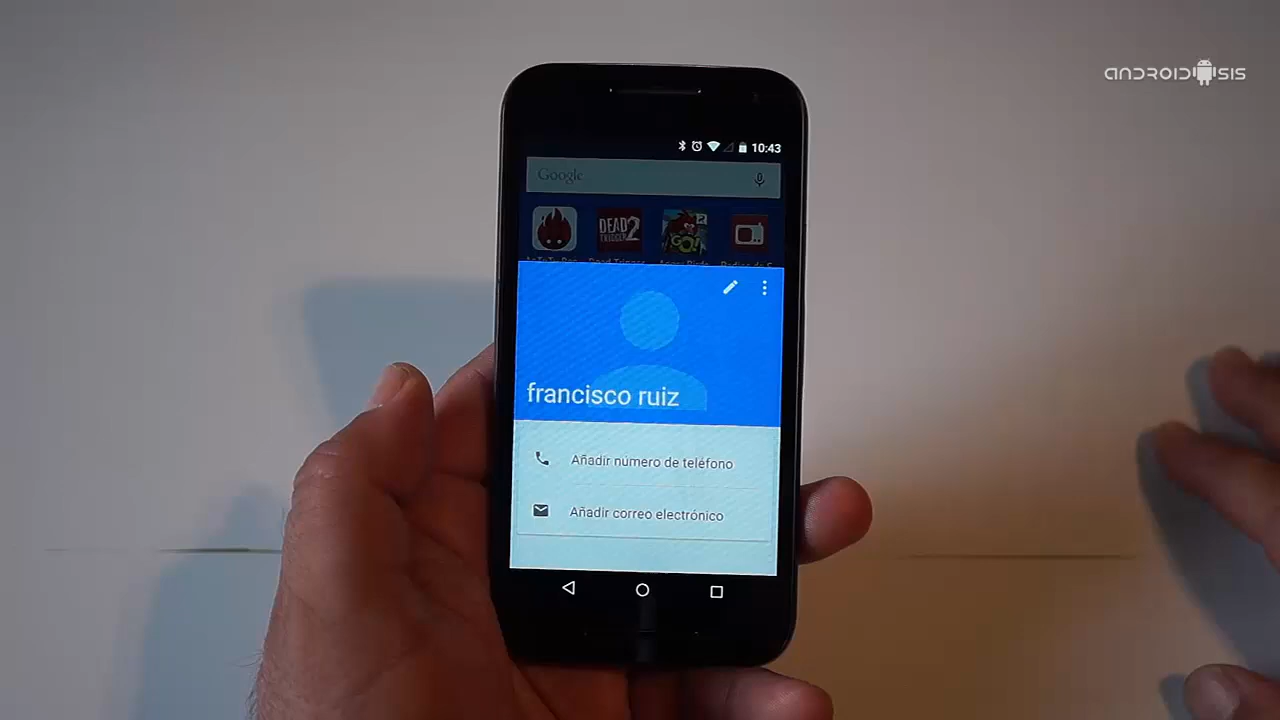 ANDROIDSIS
10:43
Google
DEAD
TRIGGER 2
GO!
francisco ruiz
Añadir número de teléfono
Añadir correo electrónico